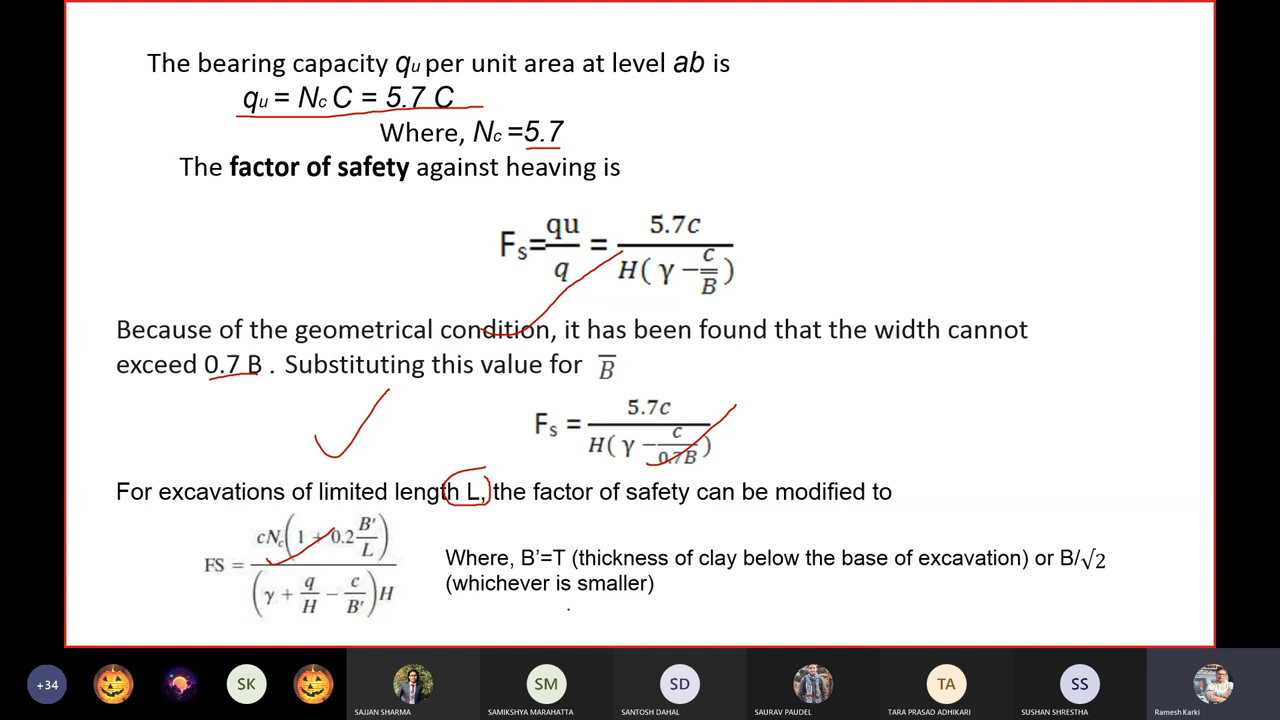 The bearing capacity qu per unit area at level ab is
qu = Nc C = 5.7 C
Where, Nc =5.7
The factor of safety against heaving is
Fs= qu/q = 5.7c / H( γ − c/B̅ )
Because of the geometrical condition, it has been found that the width cannot
exceed 0.7 B . Substituting this value for B̅
Fs = 5.7c / H( γ − c/0.7B )
For excavations of limited length L, the factor of safety can be modified to
FS = cNc(1 + 0.2 B'/L) / (γ + q/H − c/B')H
Where, B’=T (thickness of clay below the base of excavation) or B/√2
(whichever is smaller)
+34
SK
SM
SD
TA
SS
SAJJAN SHARMA
SAMIKSHYA MARAHATTA
SANTOSH DAHAL
SAURAV PAUDEL
TARA PRASAD ADHIKARI
SUSHAN SHRESTHA
Ramesh Karki